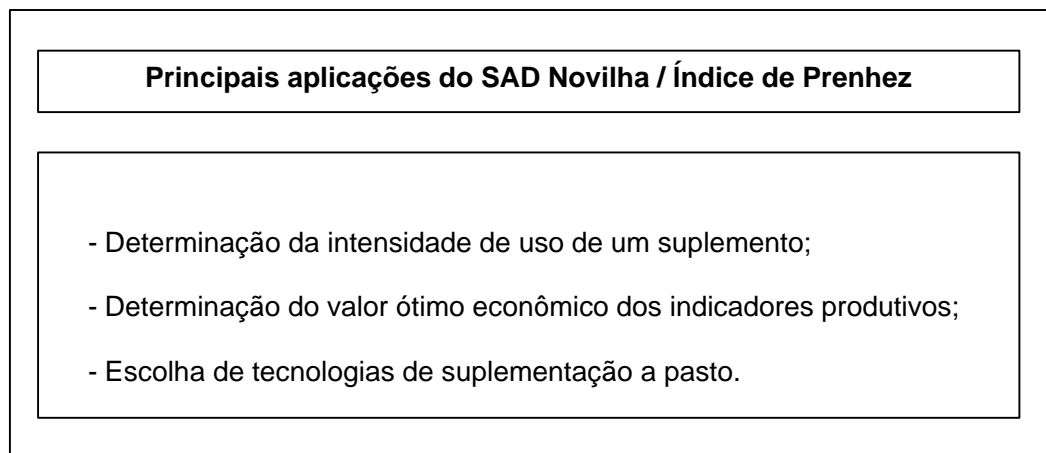 Principais aplicações do SAD Novilha / Índice de Prenhez
- Determinação da intensidade de uso de um suplemento;
- Determinação do valor ótimo econômico dos indicadores produtivos;
- Escolha de tecnologias de suplementação a pasto.